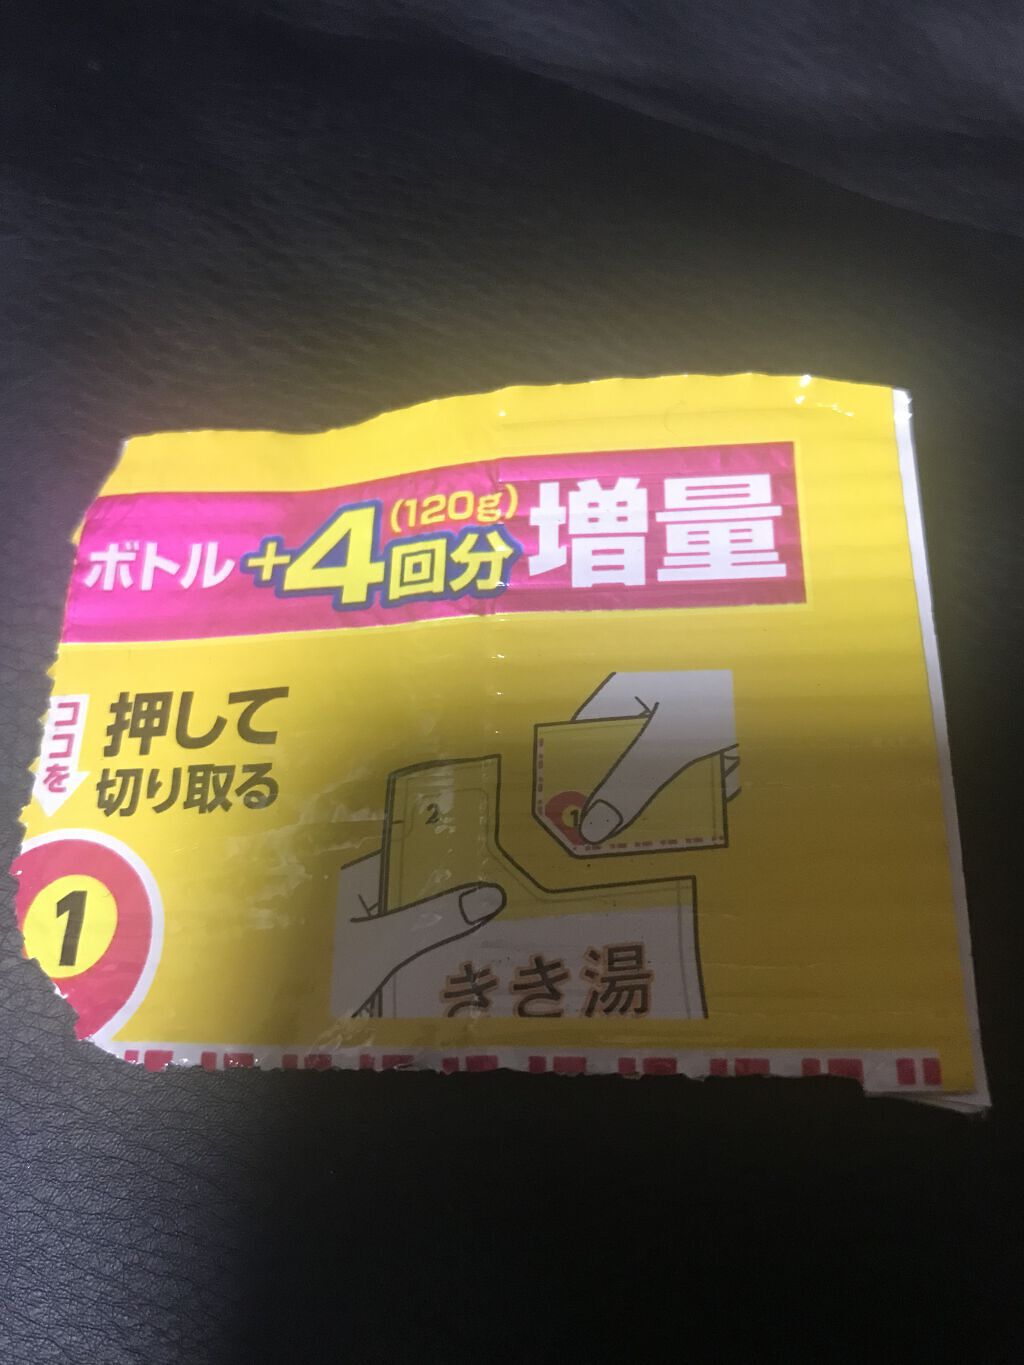 (120g)
ボトル+4回分増量
ココを
押して
切り取る
1
2
1
きき湯